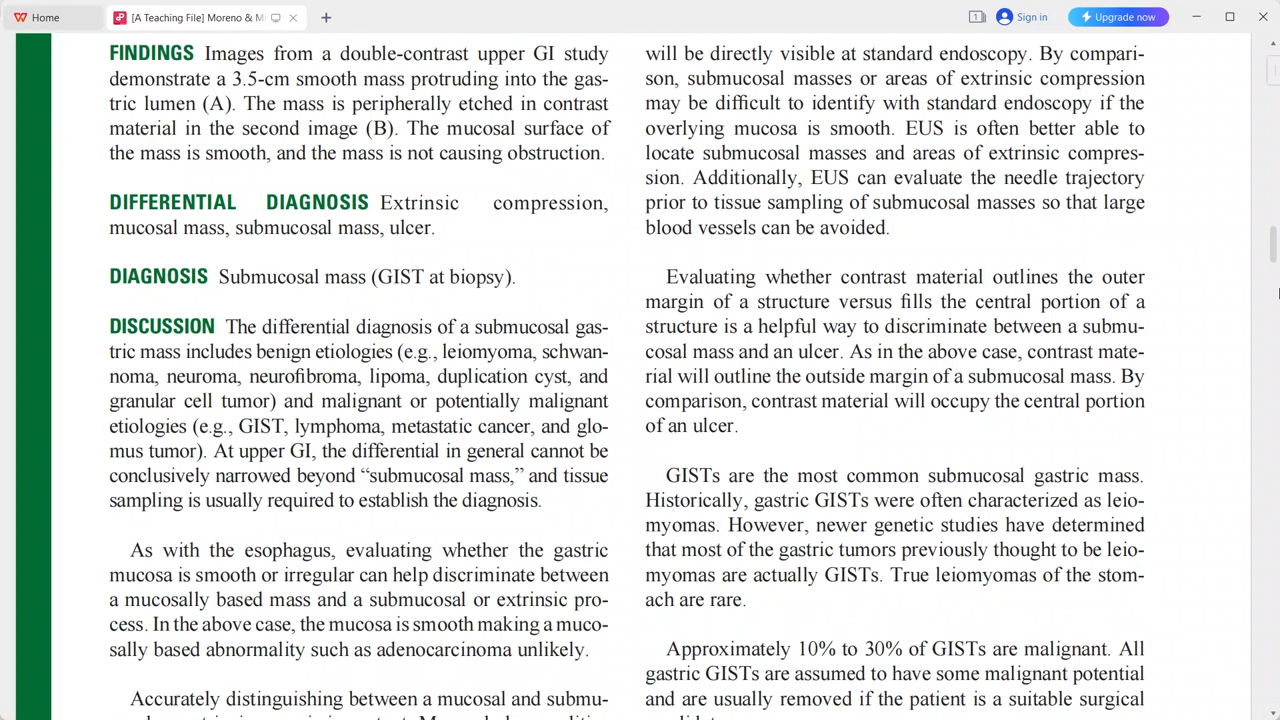 Home
[A Teaching File] Moreno & M
1
Sign in
Upgrade now
FINDINGS Images from a double-contrast upper GI study
demonstrate a 3.5-cm smooth mass protruding into the gas-
tric lumen (A). The mass is peripherally etched in contrast
material in the second image (B). The mucosal surface of
the mass is smooth, and the mass is not causing obstruction.
DIFFERENTIAL DIAGNOSIS Extrinsic compression,
mucosal mass, submucosal mass, ulcer.
DIAGNOSIS Submucosal mass (GIST at biopsy).
DISCUSSION The differential diagnosis of a submucosal gas-
tric mass includes benign etiologies (e.g., leiomyoma, schwan-
noma, neuroma, neurofibroma, lipoma, duplication cyst, and
granular cell tumor) and malignant or potentially malignant
etiologies (e.g., GIST, lymphoma, metastatic cancer, and glo-
mus tumor). At upper GI, the differential in general cannot be
conclusively narrowed beyond “submucosal mass,” and tissue
sampling is usually required to establish the diagnosis.
As with the esophagus, evaluating whether the gastric
mucosa is smooth or irregular can help discriminate between
a mucosally based mass and a submucosal or extrinsic pro-
cess. In the above case, the mucosa is smooth making a muco-
sally based abnormality such as adenocarcinoma unlikely.
Accurately distinguishing between a mucosal and submu-
will be directly visible at standard endoscopy. By compari-
son, submucosal masses or areas of extrinsic compression
may be difficult to identify with standard endoscopy if the
overlying mucosa is smooth. EUS is often better able to
locate submucosal masses and areas of extrinsic compres-
sion. Additionally, EUS can evaluate the needle trajectory
prior to tissue sampling of submucosal masses so that large
blood vessels can be avoided.
Evaluating whether contrast material outlines the outer
margin of a structure versus fills the central portion of a
structure is a helpful way to discriminate between a submu-
cosal mass and an ulcer. As in the above case, contrast mate-
rial will outline the outside margin of a submucosal mass. By
comparison, contrast material will occupy the central portion
of an ulcer.
GISTs are the most common submucosal gastric mass.
Historically, gastric GISTs were often characterized as leio-
myomas. However, newer genetic studies have determined
that most of the gastric tumors previously thought to be leio-
myomas are actually GISTs. True leiomyomas of the stom-
ach are rare.
Approximately 10% to 30% of GISTs are malignant. All
gastric GISTs are assumed to have some malignant potential
and are usually removed if the patient is a suitable surgical